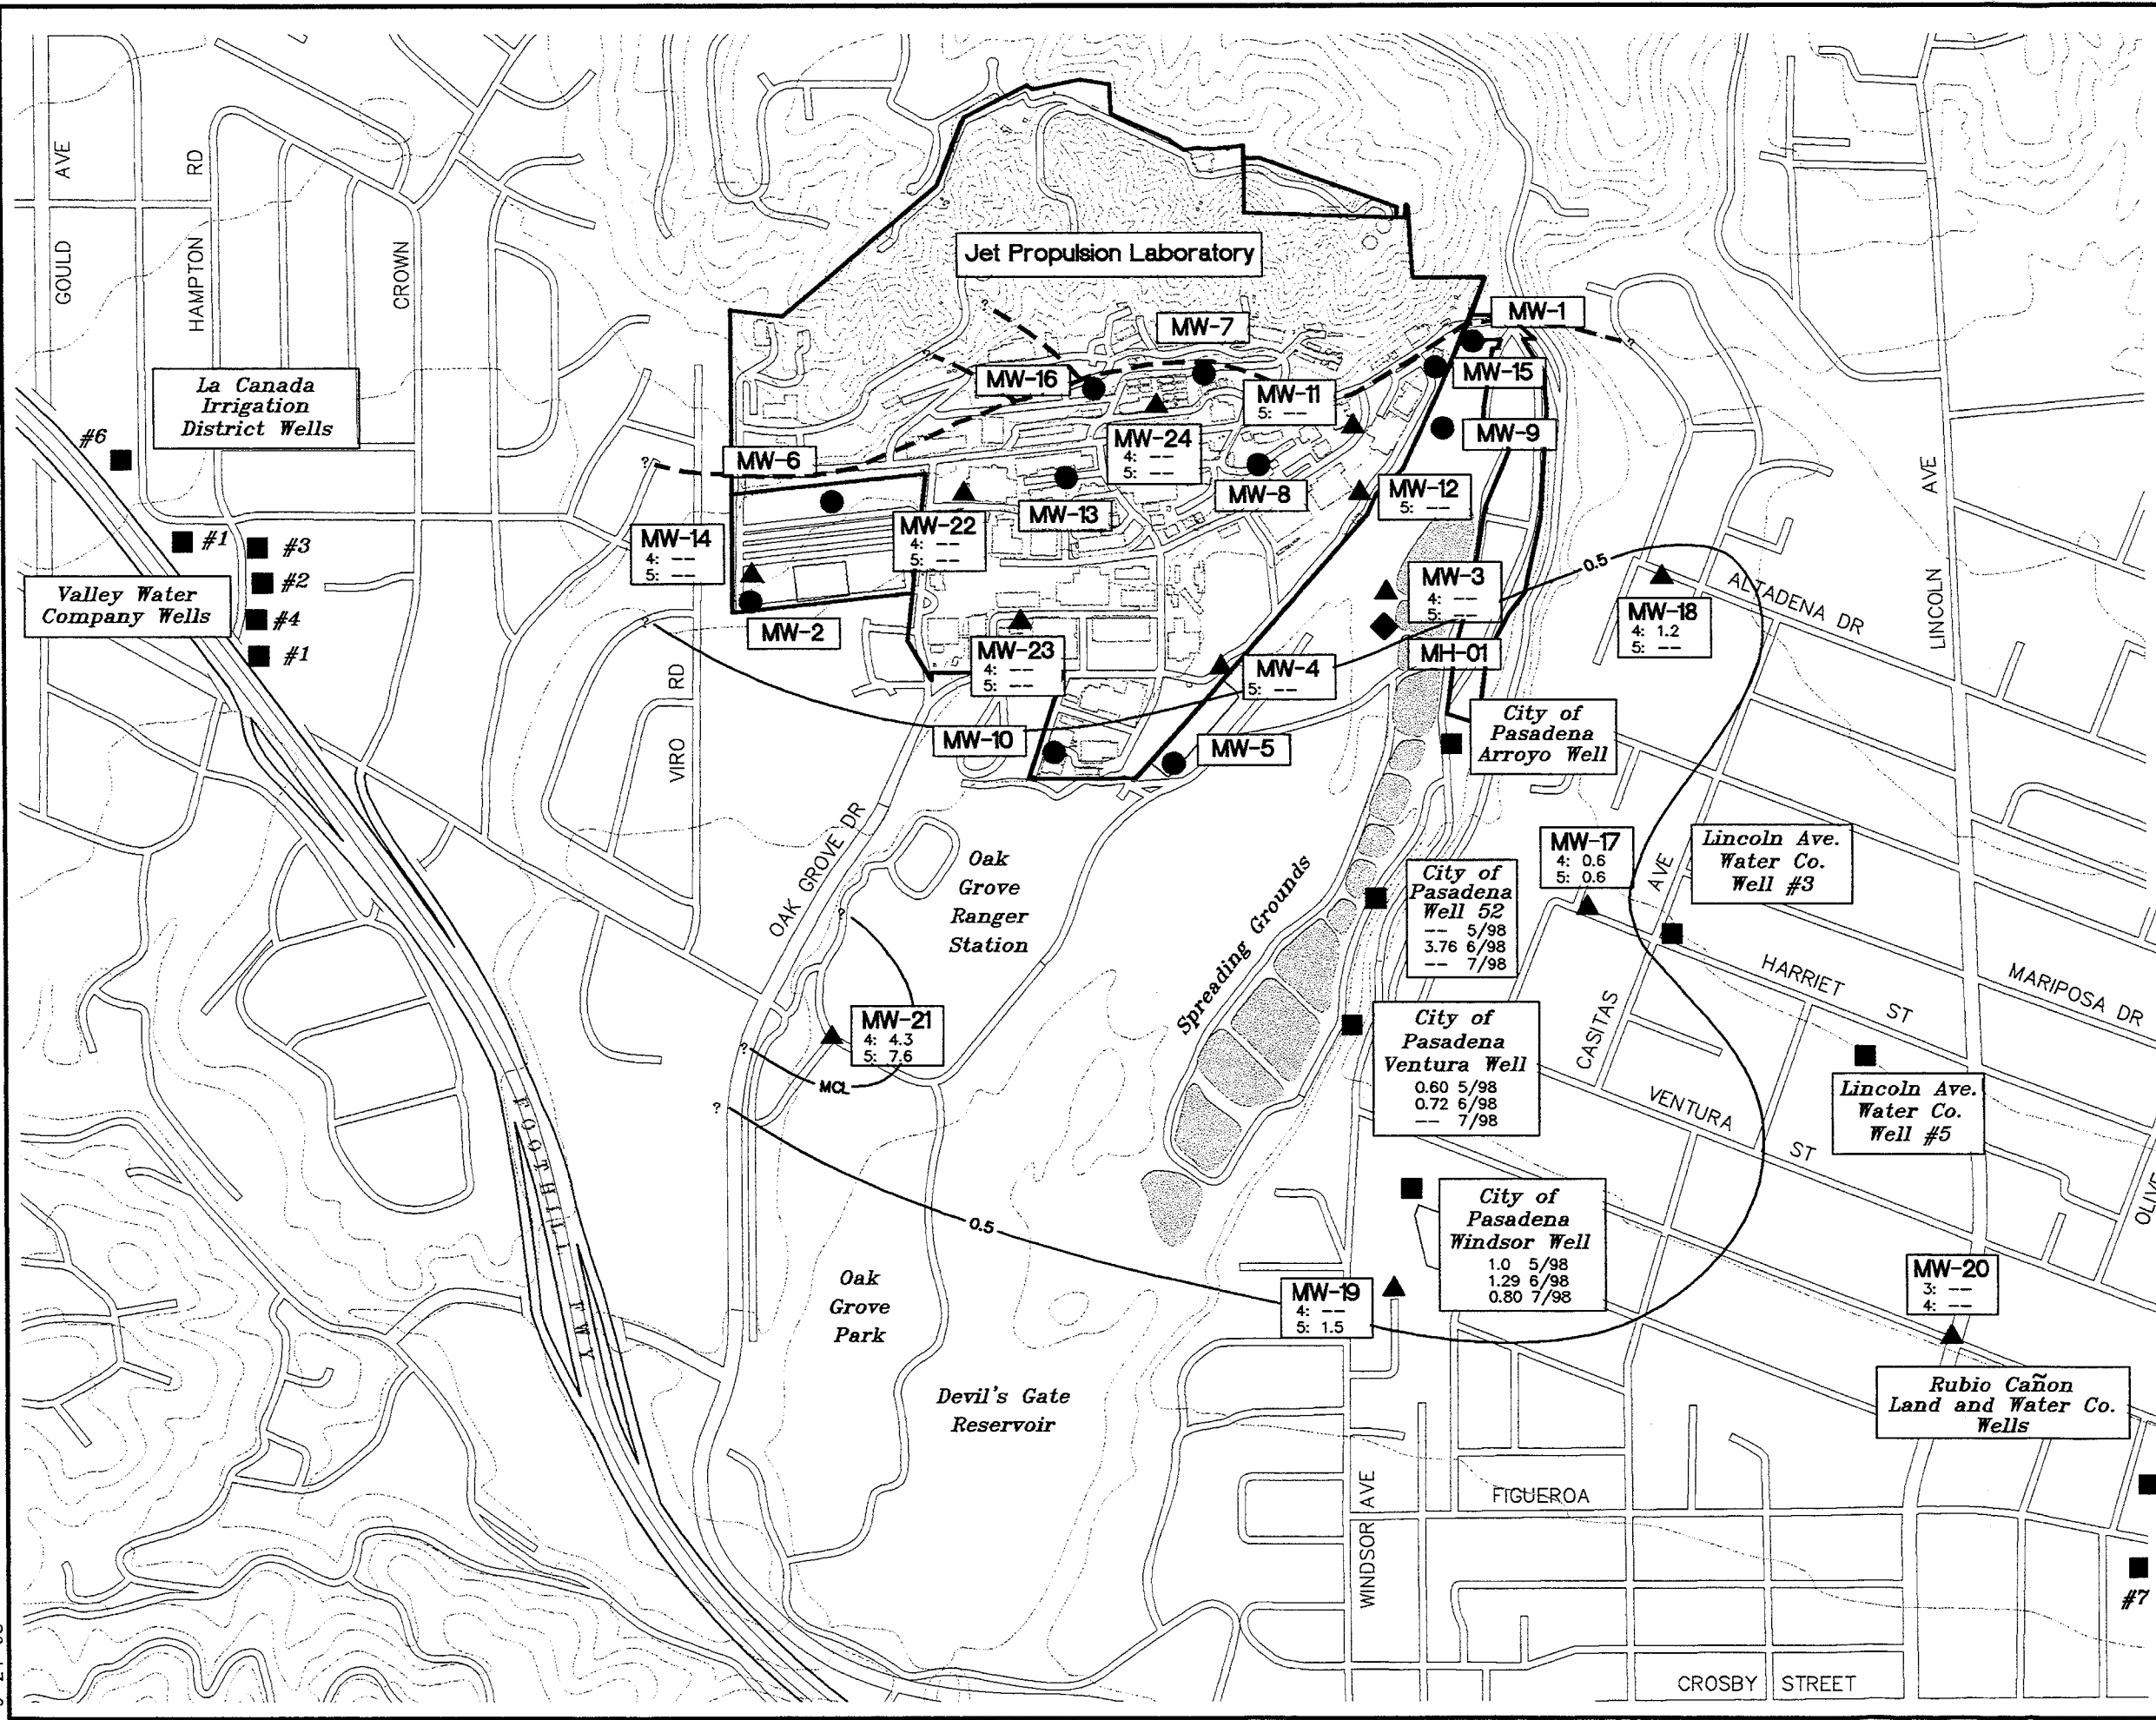 Jet Propulsion Laboratory
GOULD AVE
HAMPTON RD
CROWN
La Canada
Irrigation
District Wells
#6
#1
#3
#2
#4
#1
Valley Water
Company Wells
MW-7
MW-1
MW-16
MW-15
MW-11
5: --
MW-9
MW-24
4: --
5: --
MW-6
MW-8
MW-12
5: --
MW-13
MW-22
4: --
5: --
MW-14
4: --
5: --
MW-2
MW-3
4: --
5: --
MH-01
MW-23
4: --
5: --
MW-4
5: --
MW-10
MW-5
0.5
MW-18
4: 1.2
5: --
ALTADENA DR
LINCOLN AVE
VIRO RD
City of
Pasadena
Arroyo Well
OAK GROVE DR
Oak
Grove
Ranger
Station
Spreading Grounds
MW-17
4: 0.6
5: 0.6
Lincoln Ave.
Water Co.
Well #3
City of
Pasadena
Well 52
-- 5/98
3.76 6/98
-- 7/98
CASITAS AVE
HARRIET ST
MARIPOSA DR
MW-21
4: 4.3
5: 7.6
MCL
?
?
?
?
?
?
?
?
City of
Pasadena
Ventura Well
0.60 5/98
0.72 6/98
-- 7/98
VENTURA ST
Lincoln Ave.
Water Co.
Well #5
FOOTHILL FWY
0.5
City of
Pasadena
Windsor Well
1.0 5/98
1.29 6/98
0.80 7/98
OLIVE
Oak
Grove
Park
MW-19
4: --
5: 1.5
MW-20
3: --
4: --
Devil's Gate
Reservoir
Rubio Cañon
Land and Water Co.
Wells
WINDSOR AVE
FIGUEROA
#7
CROSBY STREET